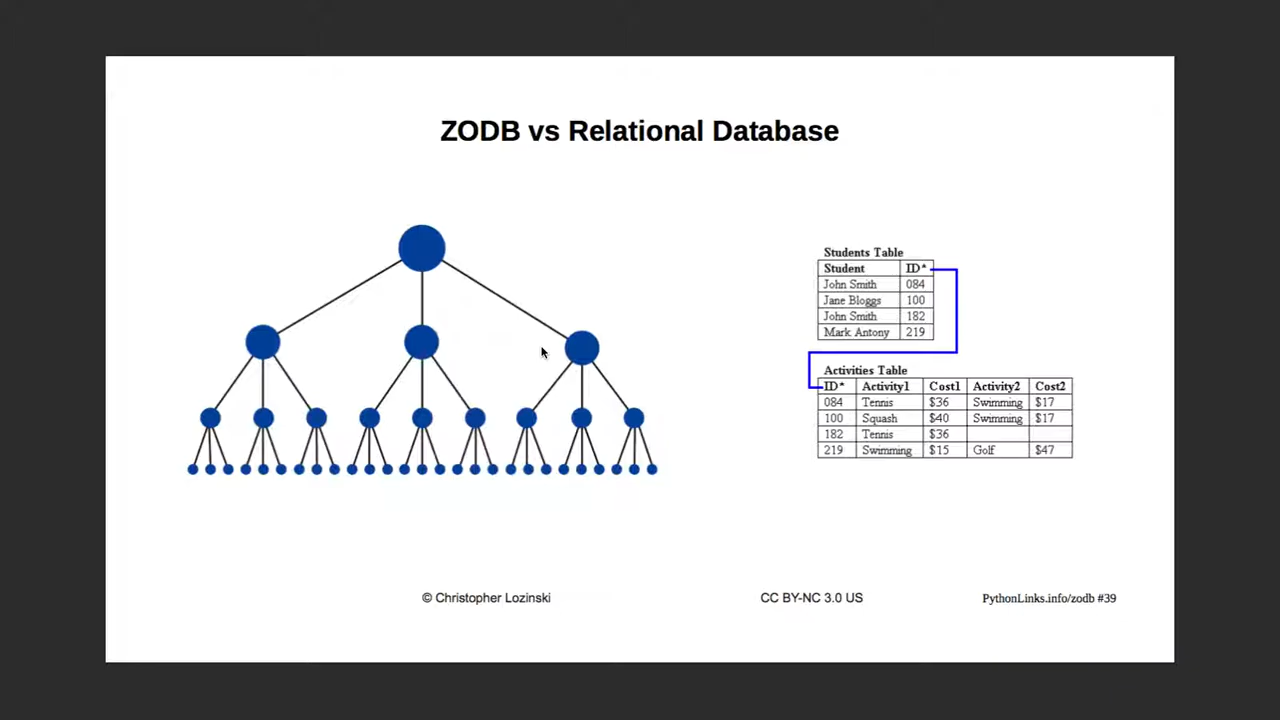 ZODB vs Relational Database
Students Table
Student ID*
John Smith 084
Jane Bloggs 100
John Smith 182
Mark Antony 219
Activities Table
ID* Activity1 Cost1 Activity2 Cost2
084 Tennis $36 Swimming $17
100 Squash $40 Swimming $17
182 Tennis $36
219 Swimming $15 Golf $47
© Christopher Lozinski CC BY-NC 3.0 US PythonLinks.info/zodb #39